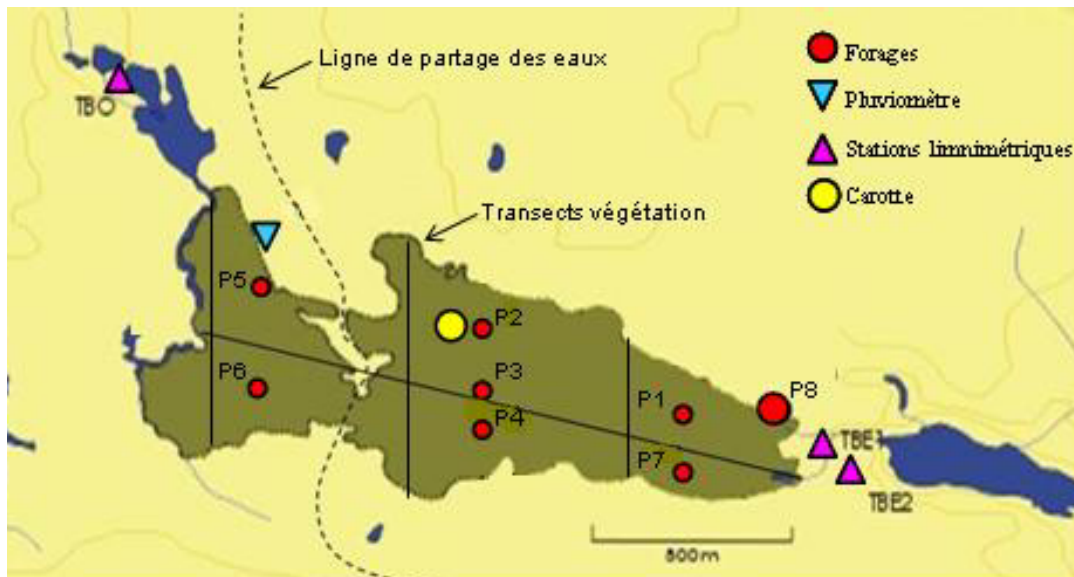 Ligne de partage des eaux
Forages
Pluviomètre
Stations limnimétriques
Carotte
TBO
Transects végétation
P5
P2
P6
P3
P4
P1
P8
P7
TBE1
TBE2
500m